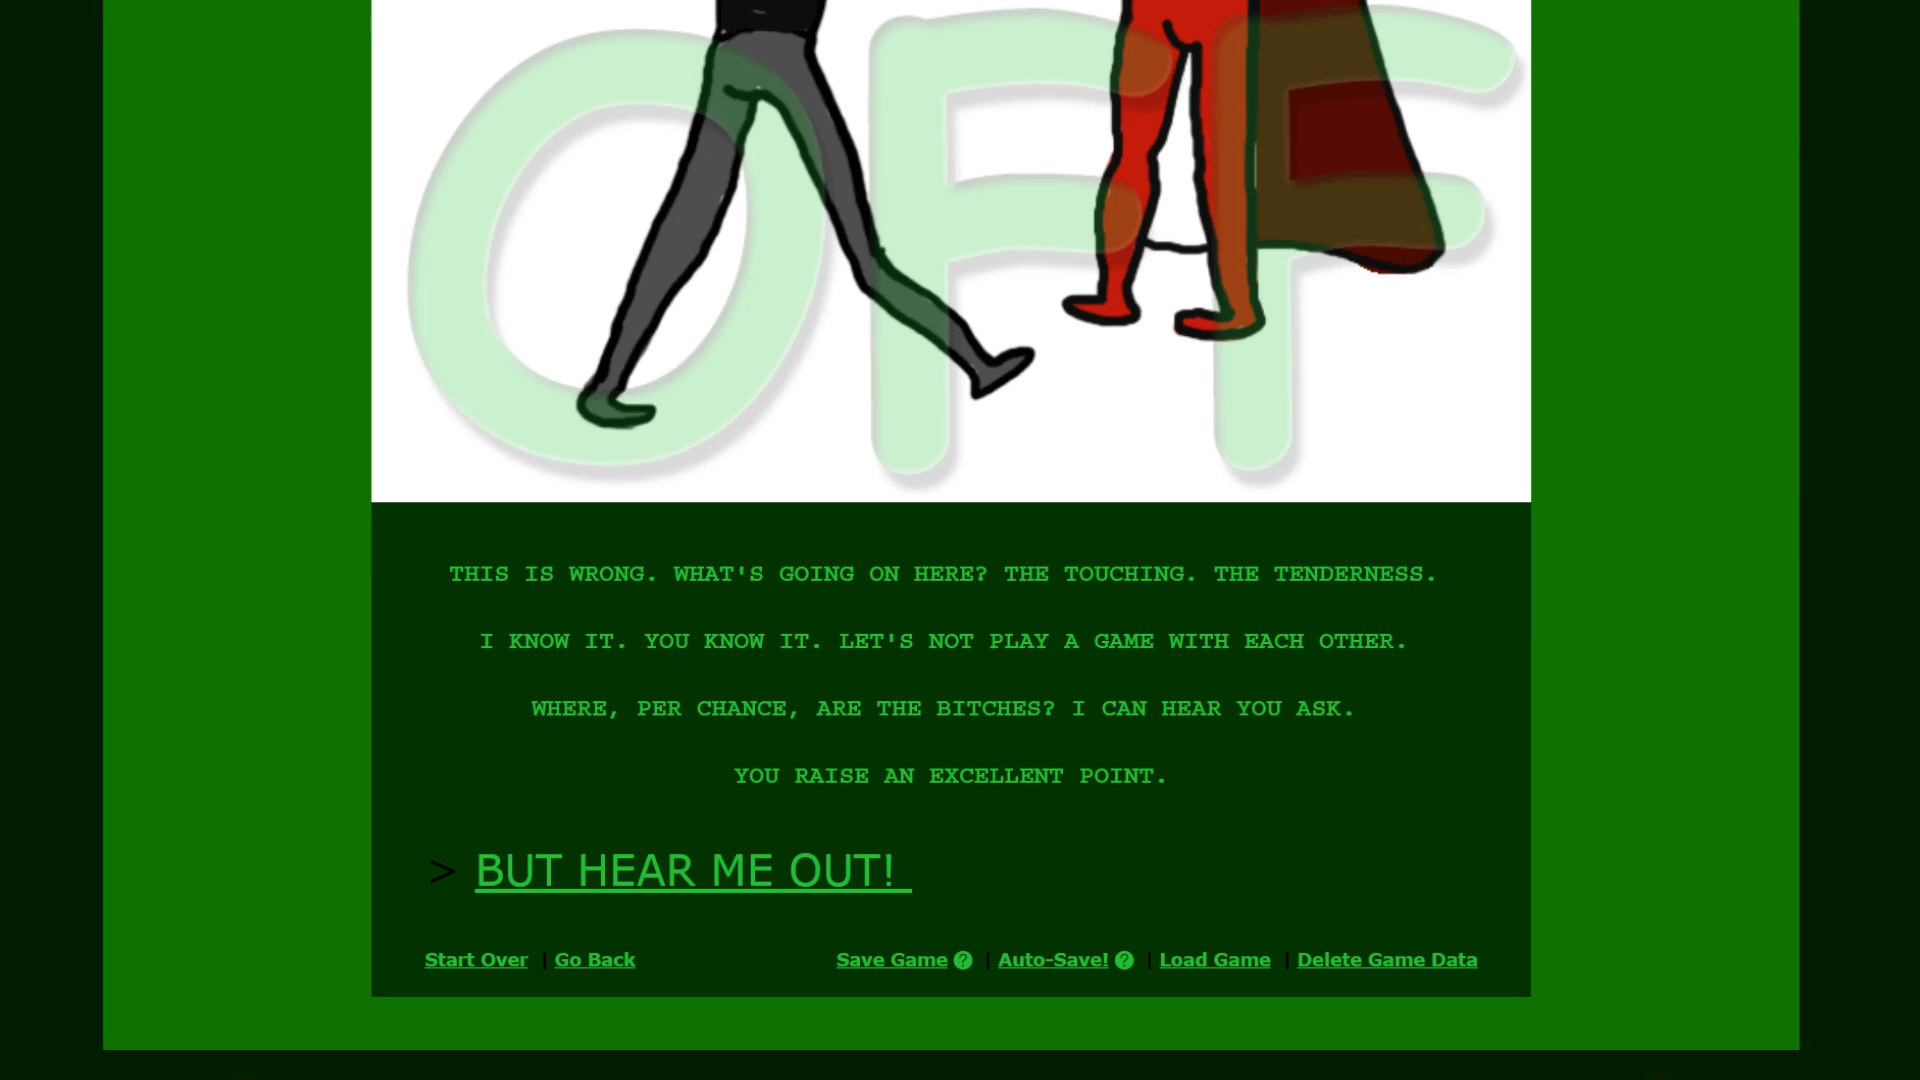 OFF
THIS IS WRONG. WHAT'S GOING ON HERE? THE TOUCHING. THE TENDERNESS.
I KNOW IT. YOU KNOW IT. LET'S NOT PLAY A GAME WITH EACH OTHER.
WHERE, PER CHANCE, ARE THE BITCHES? I CAN HEAR YOU ASK.
YOU RAISE AN EXCELLENT POINT.
> BUT HEAR ME OUT!
Start Over | Go Back Save Game ? | Auto-Save! ? | Load Game | Delete Game Data